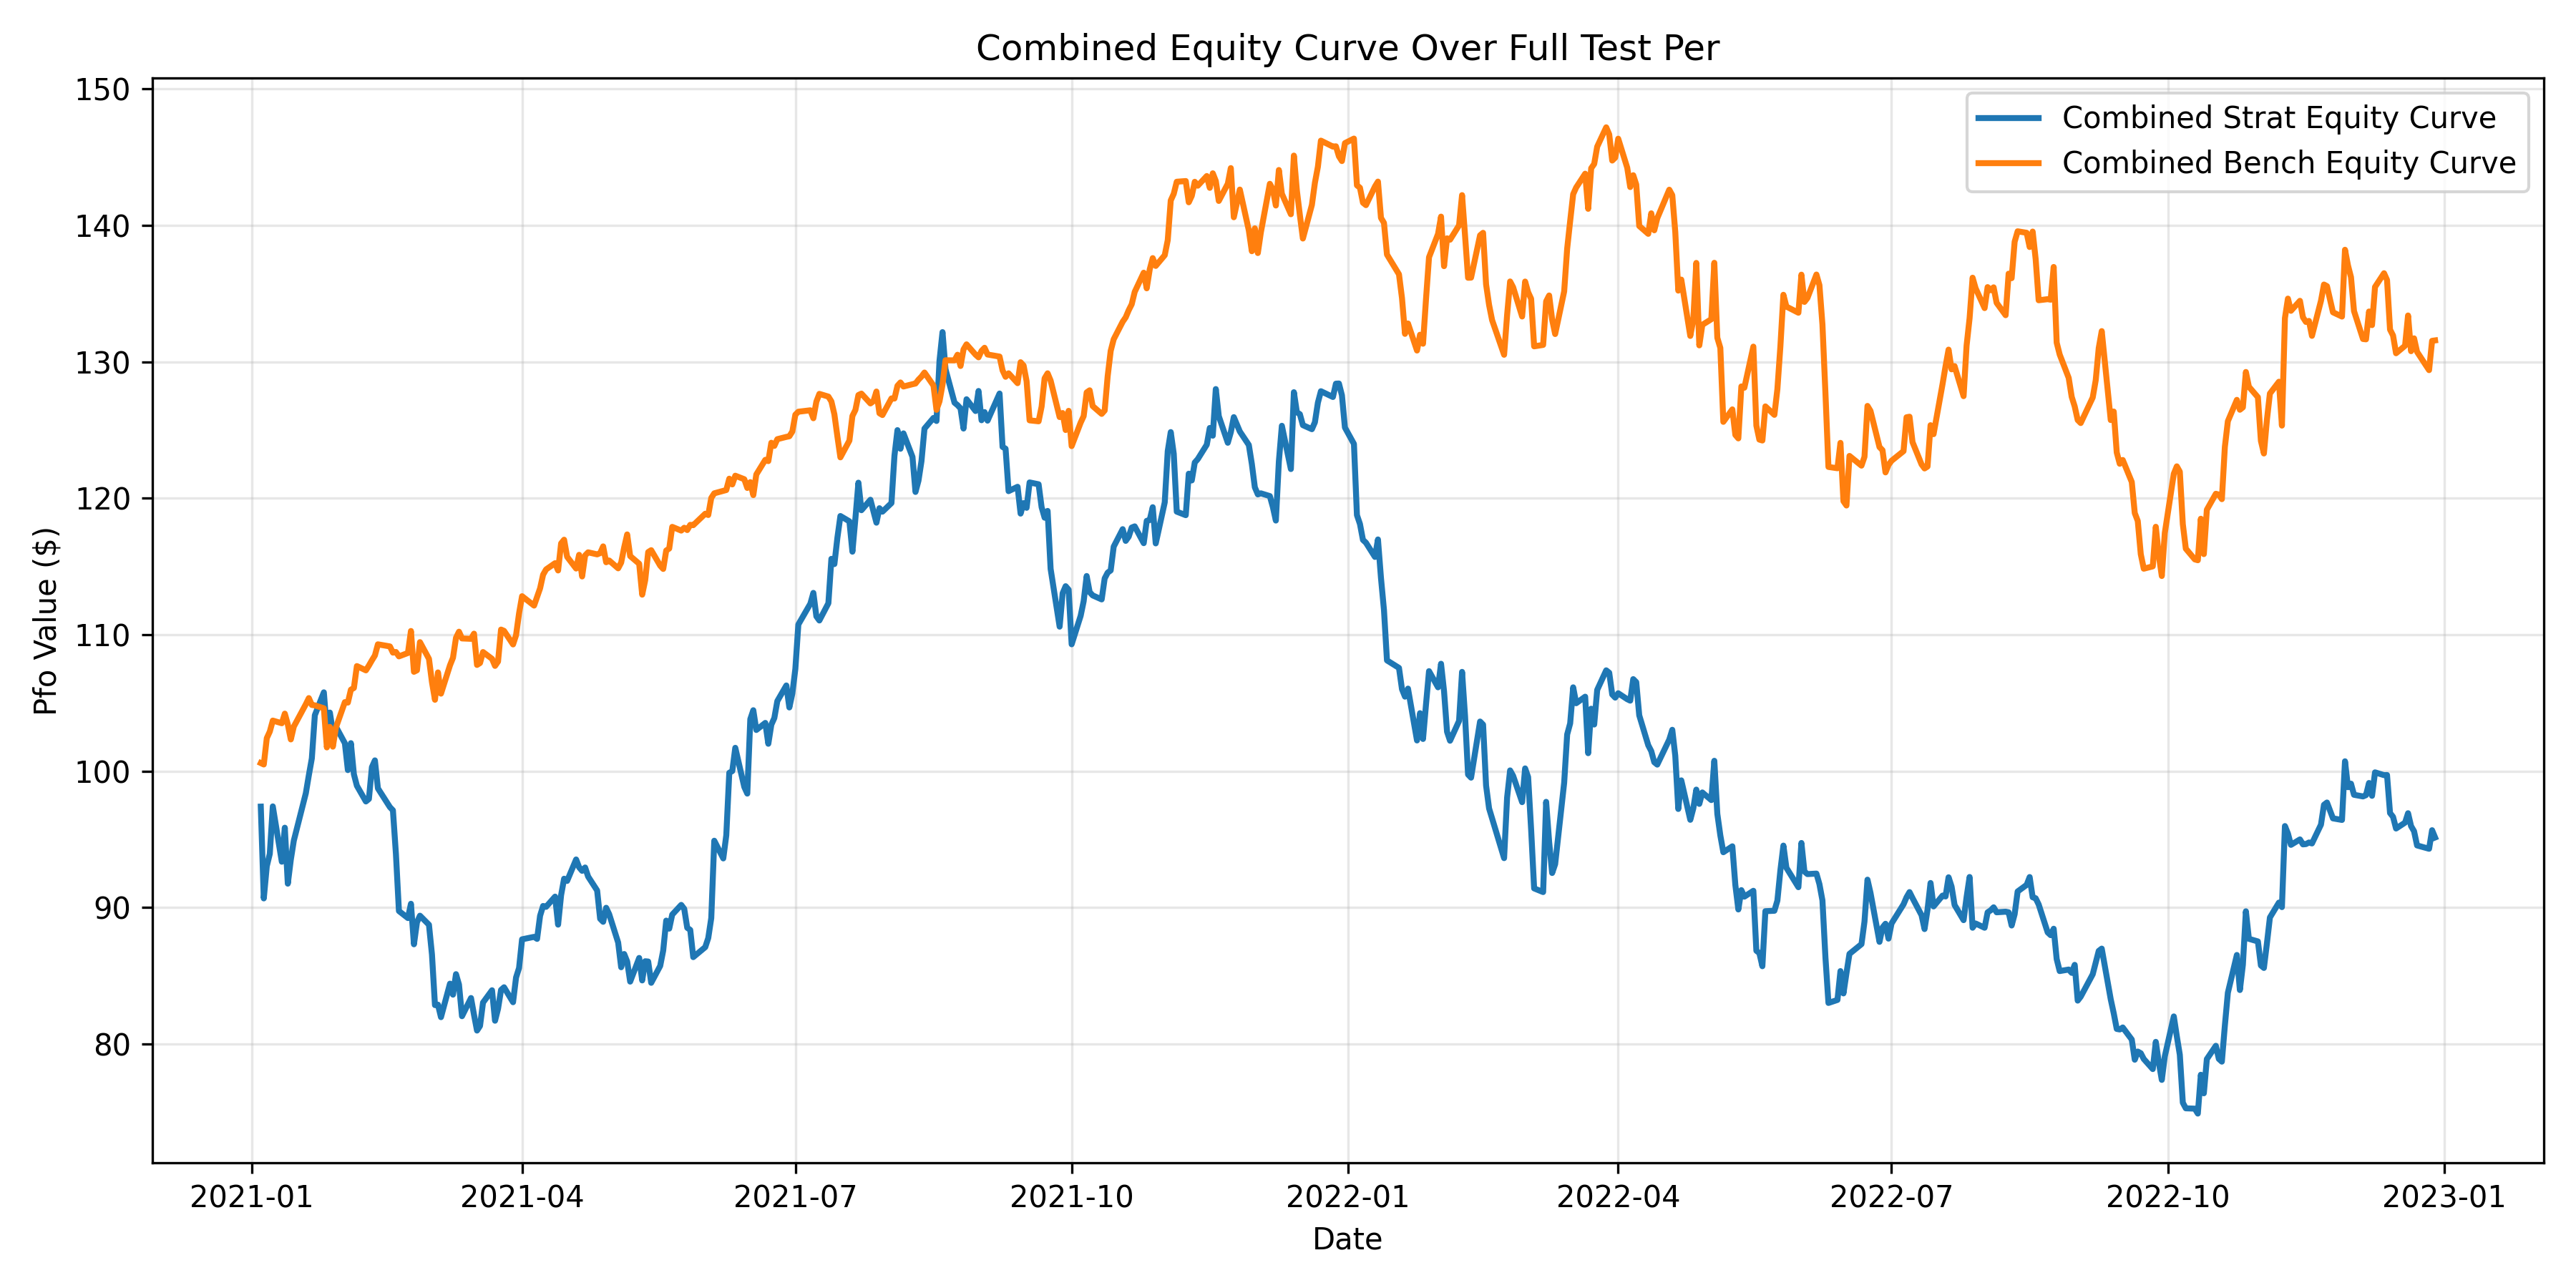 Combined Equity Curve Over Full Test Per
150
140
130
120
110
100
90
80
Pfo Value ($)
Combined Strat Equity Curve
Combined Bench Equity Curve
2021-01 2021-04 2021-07 2021-10 2022-01 2022-04 2022-07 2022-10 2023-01
Date